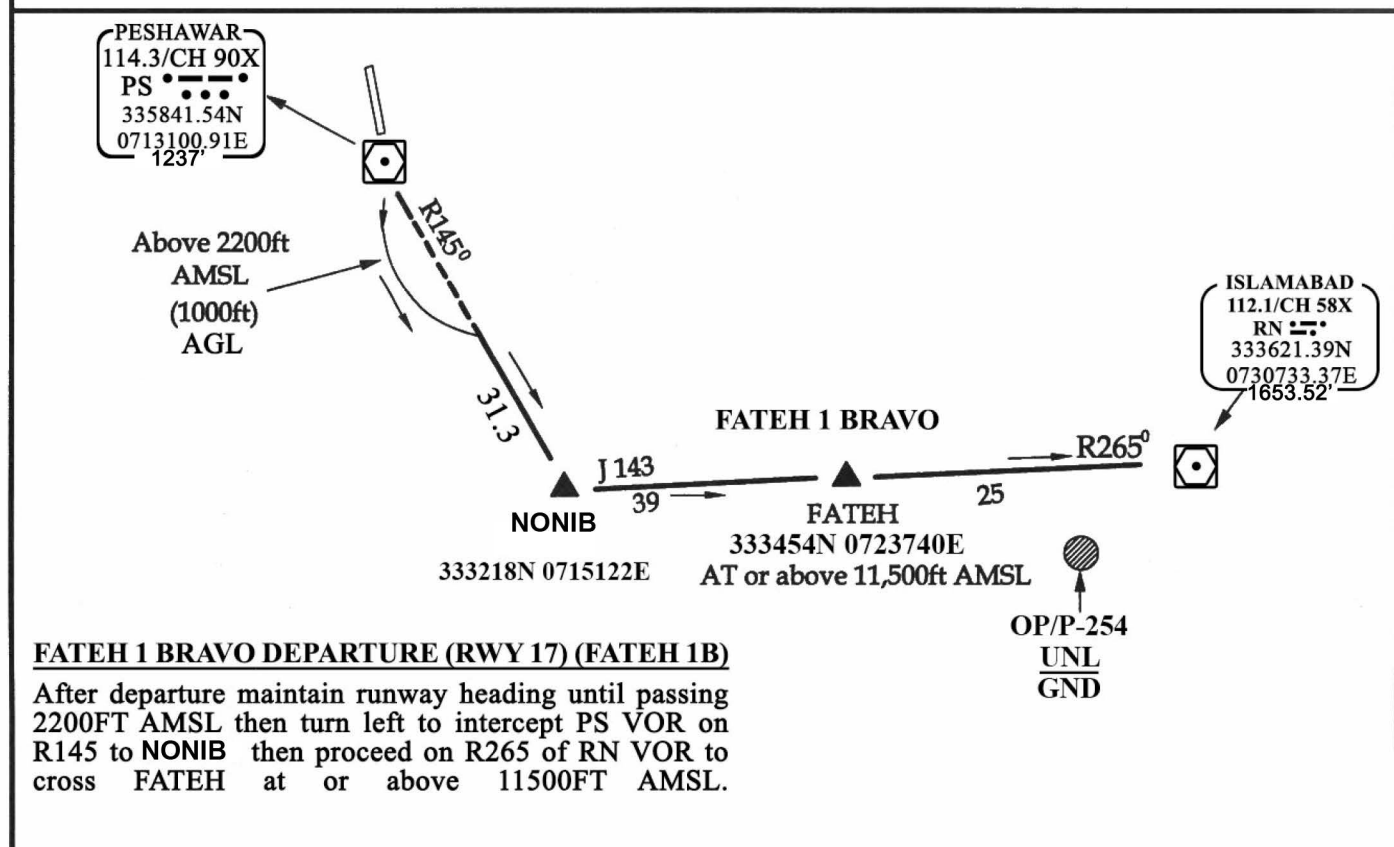 PESHAWAR
114.3/CH 90X
PS
335841.54N
0713100.91E
1237'
R145⁰
Above 2200ft
AMSL
(1000ft)
AGL
31.3
ISLAMABAD
112.1/CH 58X
RN
333621.39N
0730733.37E
1653.52'
FATEH 1 BRAVO
R265⁰
J 143
39
25
NONIB
333218N 0715122E
FATEH
333454N 0723740E
AT or above 11,500ft AMSL
OP/P-254
UNL
GND
FATEH 1 BRAVO DEPARTURE (RWY 17) (FATEH 1B)
After departure maintain runway heading until passing
2200FT AMSL then turn left to intercept PS VOR on
R145 to NONIB then proceed on R265 of RN VOR to
cross FATEH at or above 11500FT AMSL.